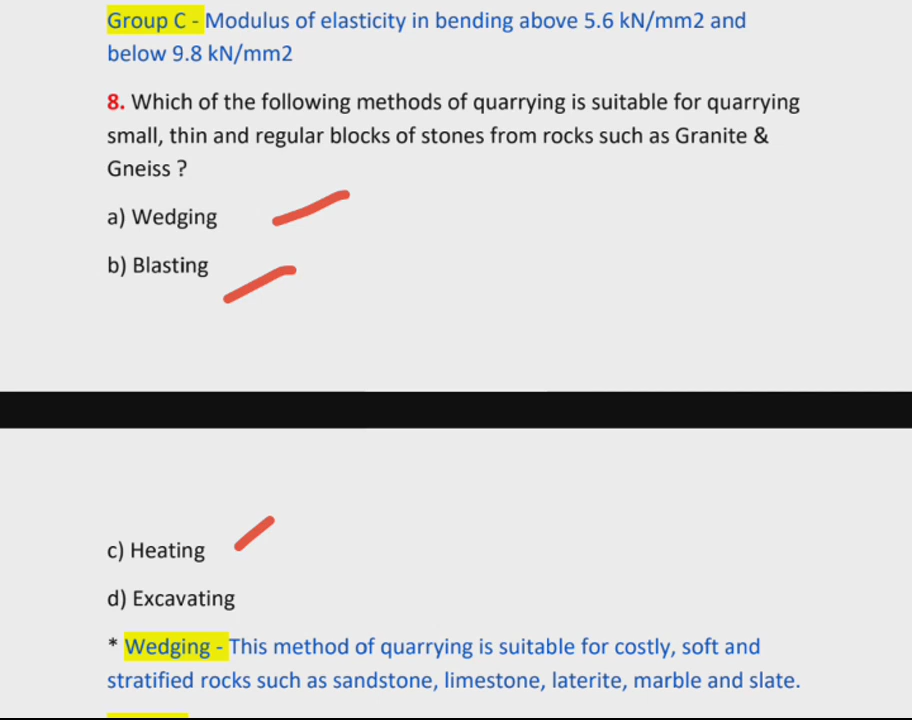 Group C - Modulus of elasticity in bending above 5.6 kN/mm2 and
below 9.8 kN/mm2
8. Which of the following methods of quarrying is suitable for quarrying
small, thin and regular blocks of stones from rocks such as Granite &
Gneiss ?
a) Wedging
b) Blasting
c) Heating
d) Excavating
* Wedging - This method of quarrying is suitable for costly, soft and
stratified rocks such as sandstone, limestone, laterite, marble and slate.